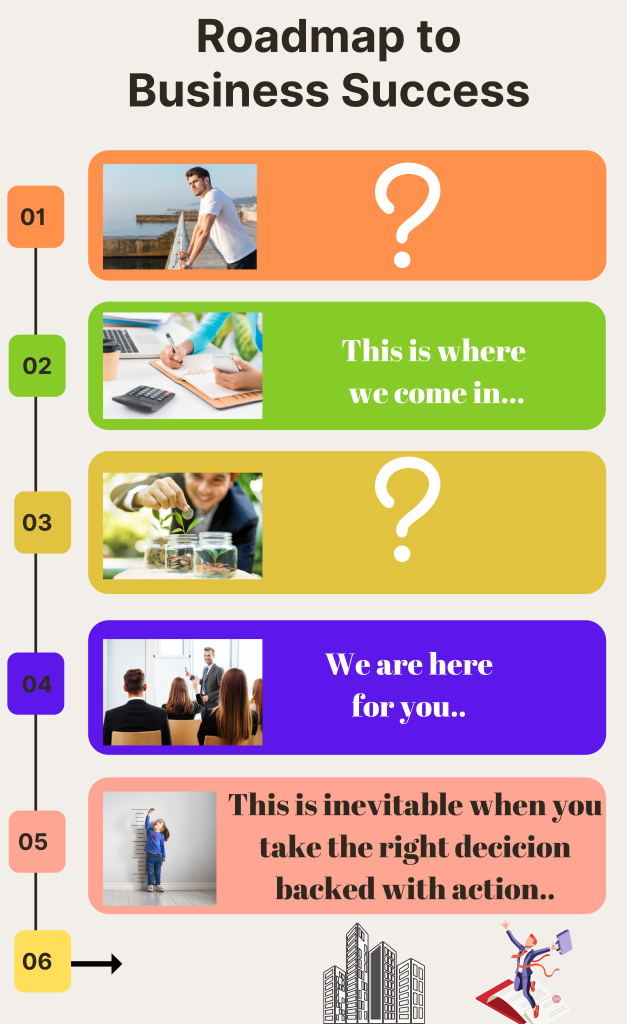 Roadmap to
Business Success
01
?
02
This is where
we come in...
03
?
04
We are here
for you..
05
This is inevitable when you
take the right decicion
backed with action..
06